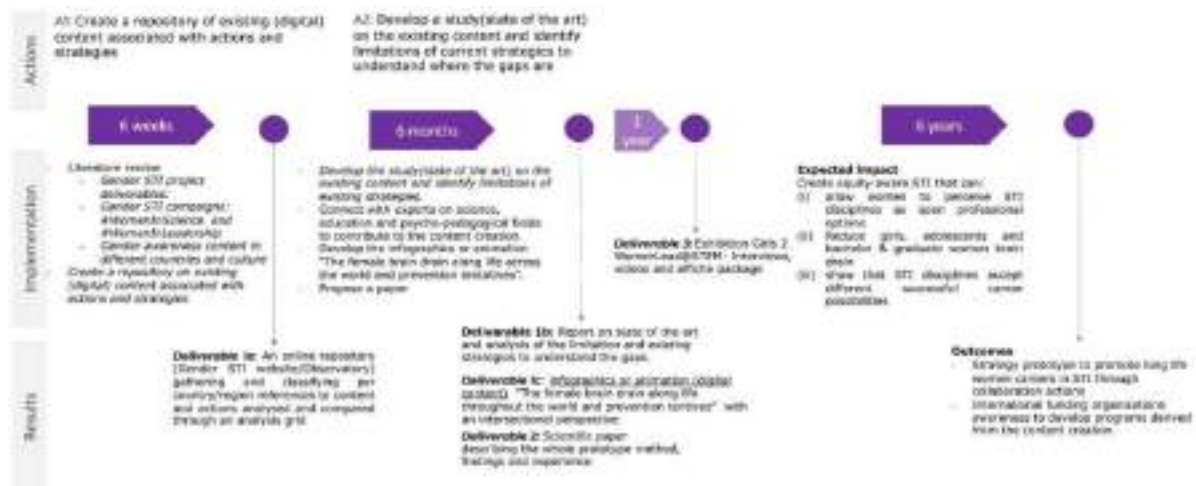 Actions
A1: Create a repository of existing (digital)
content associated with actions and
strategies
A2: Develop a study(state of the art)
on the existing content and identify
limitations of current strategies to
understand where the gaps are
6 weeks
6 months
1
year
6 years
Implementation
Literature review
- Gender STI project
deliverables.
- Gender STI campaigns:
#WomenInScience and
#WomenInLeadership
- Gender awareness content in
different countries and culture
Create a repository on existing
(digital) content associated with
actions and strategies
- Develop the study(state of the art) on the
existing content and identify limitations of
existing strategies.
- Connect with experts on science,
education and psycho-pedagogical fields
to contribute to the content creation.
- Develop the infographics or animation
"The female brain drain along life across
the world and prevention tentatives".
- Propose a paper
Deliverable 3: Exhibition Girls 2
WomenLead@STEM - Interviews,
videos and affiche package
Expected impact
Create equity-aware STI that can:
(i) allow women to perceive STI
disciplines as open professional
options
(ii) Reduce girls, adolescents and
bachelor & graduate women brain
drain
(iii) show that STI disciplines accept
different successful career
possibilities
Results
Deliverable 1a: An online repository
(Gender STI website/Observatory)
gathering and classifying per
country/region references to content
and actions analysed and compared
through an analysis grid
Deliverable 1b: Report on state of the art
and analysis of the limitation and existing
strategies to understand the gaps.
Deliverable 1c: infographics or animation (digital
content) "The female brain drain along life
throughout the world and prevention" with
an intersectional perspective.
Deliverable 2: Scientific paper
describing the whole prototype method,
findings and experience
Outcomes
- Strategy prototype to promote long life
women careers in STI through
collaboration actions
- International funding organisations
awareness to develop programs derived
from the content creation.